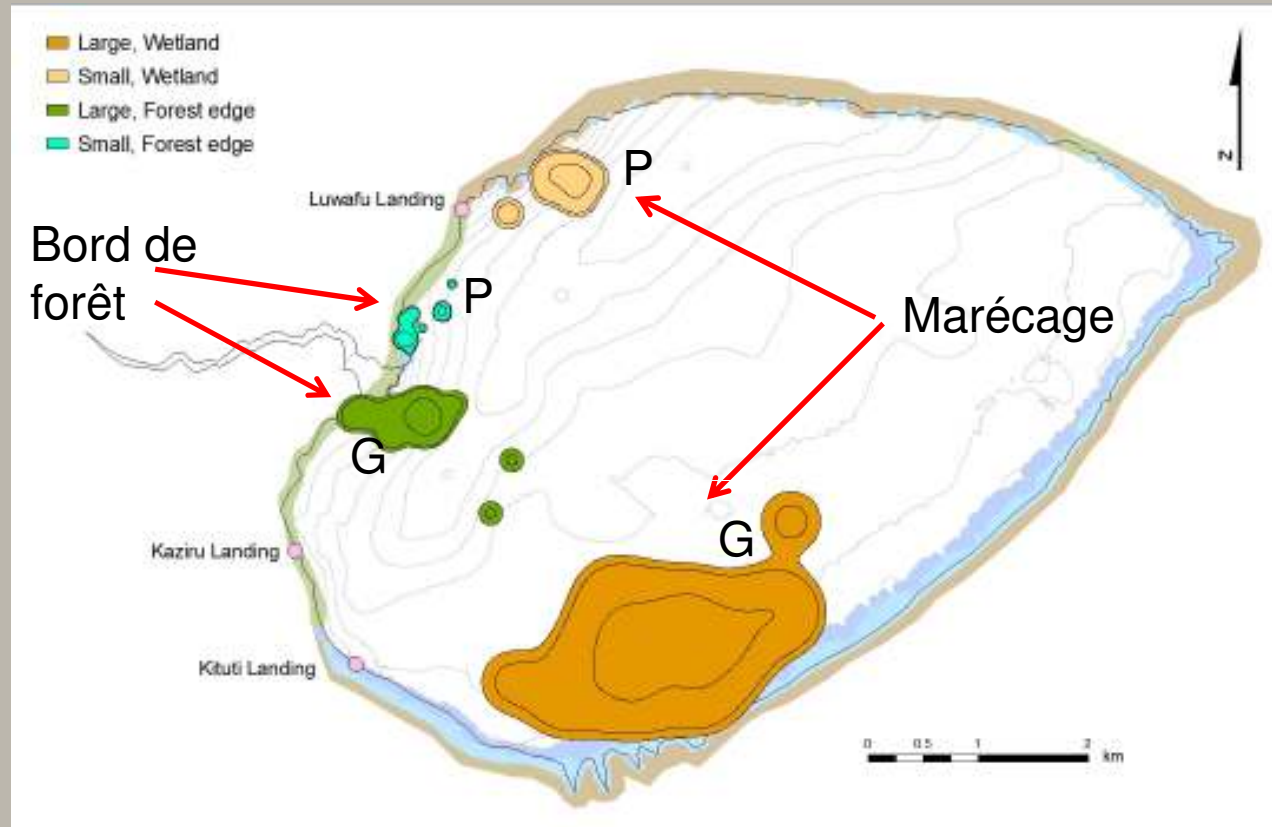 Large, Wetland
Small, Wetland
Large, Forest edge
Small, Forest edge
N
P
Luwafu Landing
Bord de
forêt
P
Marécage
G
G
Kaziru Landing
Kituti Landing
0 0.5 1 2
km